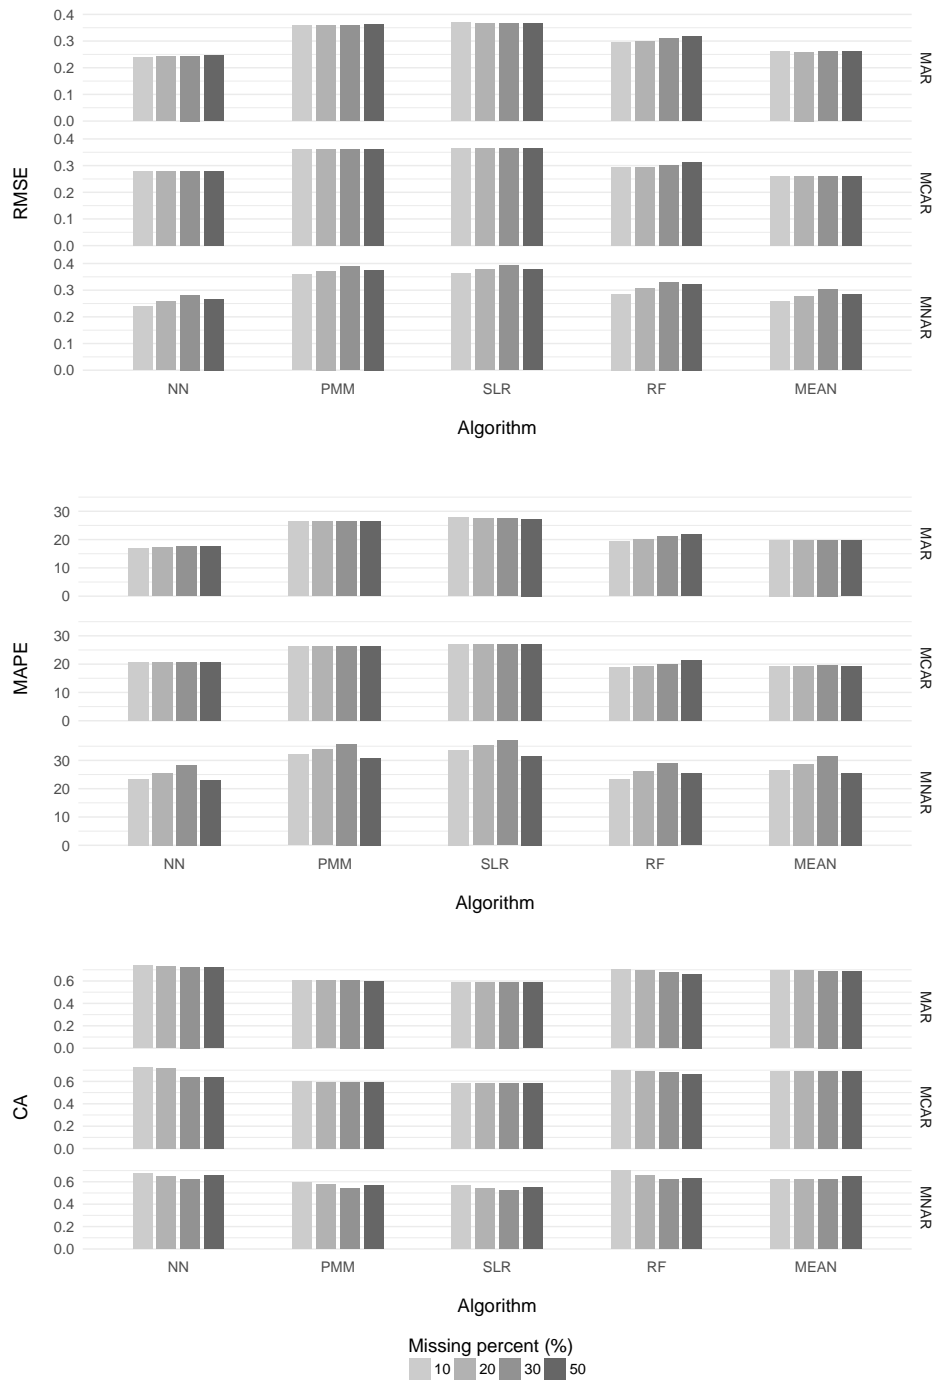 0.4
0.3
0.2
0.1
0.0
MAR
0.4
0.3
0.2
0.1
0.0
MCAR
0.4
0.3
0.2
0.1
0.0
MNAR
RMSE
NN PMM SLR RF MEAN
Algorithm
30
20
10
0
MAR
30
20
10
0
MCAR
30
20
10
0
MNAR
MAPE
NN PMM SLR RF MEAN
Algorithm
0.6
0.4
0.2
0.0
MAR
0.6
0.4
0.2
0.0
MCAR
0.6
0.4
0.2
0.0
MNAR
CA
NN PMM SLR RF MEAN
Algorithm
Missing percent (%)
10 20 30 50